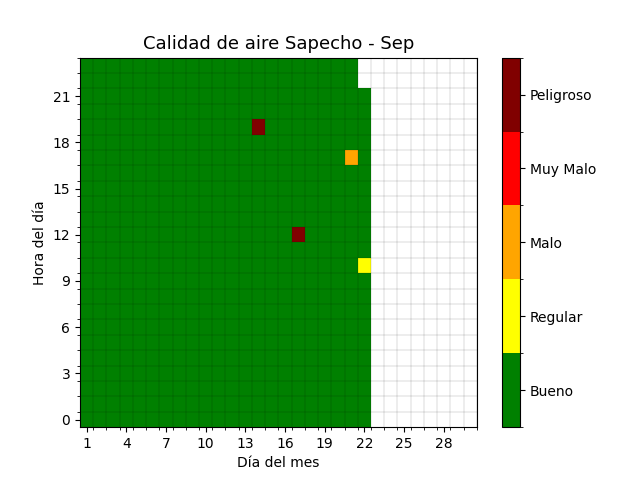 Calidad de aire Sapecho - Sep
Hora del día
21
18
15
12
9
6
3
0
1 4 7 10 13 16 19 22 25 28
Día del mes
Peligroso
Muy Malo
Malo
Regular
Bueno